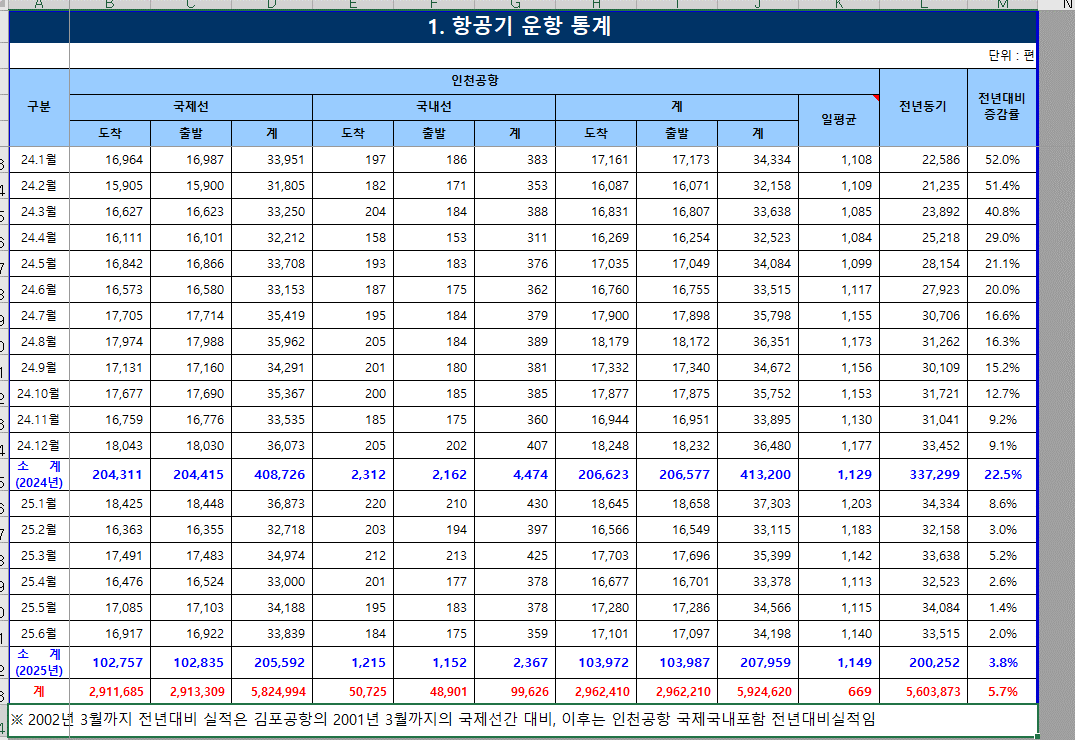 A B C D E F G H I J K L M N
1. 항공기 운항 통계
단위 : 편
구분 인천공항 전년동기 전년대비 증감률
국제선 국내선 계 일평균
도착 출발 계 도착 출발 계 도착 출발 계
24.1월 16,964 16,987 33,951 197 186 383 17,161 17,173 34,334 1,108 22,586 52.0%
24.2월 15,905 15,900 31,805 182 171 353 16,087 16,071 32,158 1,109 21,235 51.4%
24.3월 16,627 16,623 33,250 204 184 388 16,831 16,807 33,638 1,085 23,892 40.8%
24.4월 16,111 16,101 32,212 158 153 311 16,269 16,254 32,523 1,084 25,218 29.0%
24.5월 16,842 16,866 33,708 193 183 376 17,035 17,049 34,084 1,099 28,154 21.1%
24.6월 16,573 16,580 33,153 187 175 362 16,760 16,755 33,515 1,117 27,923 20.0%
24.7월 17,705 17,714 35,419 195 184 379 17,900 17,898 35,798 1,155 30,706 16.6%
24.8월 17,974 17,988 35,962 205 184 389 18,179 18,172 36,351 1,173 31,262 16.3%
24.9월 17,131 17,160 34,291 201 180 381 17,332 17,340 34,672 1,156 30,109 15.2%
24.10월 17,677 17,690 35,367 200 185 385 17,877 17,875 35,752 1,153 31,721 12.7%
24.11월 16,759 16,776 33,535 185 175 360 16,944 16,951 33,895 1,130 31,041 9.2%
24.12월 18,043 18,030 36,073 205 202 407 18,248 18,232 36,480 1,177 33,452 9.1%
소 계 (2024년) 204,311 204,415 408,726 2,312 2,162 4,474 206,623 206,577 413,200 1,129 337,299 22.5%
25.1월 18,425 18,448 36,873 220 210 430 18,645 18,658 37,303 1,203 34,334 8.6%
25.2월 16,363 16,355 32,718 203 194 397 16,566 16,549 33,115 1,183 32,158 3.0%
25.3월 17,491 17,483 34,974 212 213 425 17,703 17,696 35,399 1,142 33,638 5.2%
25.4월 16,476 16,524 33,000 201 177 378 16,677 16,701 33,378 1,113 32,523 2.6%
25.5월 17,085 17,103 34,188 195 183 378 17,280 17,286 34,566 1,115 34,084 1.4%
25.6월 16,917 16,922 33,839 184 175 359 17,101 17,097 34,198 1,140 33,515 2.0%
소 계 (2025년) 102,757 102,835 205,592 1,215 1,152 2,367 103,972 103,987 207,959 1,149 200,252 3.8%
계 2,911,685 2,913,309 5,824,994 50,725 48,901 99,626 2,962,410 2,962,210 5,924,620 669 5,603,873 5.7%
※ 2002년 3월까지 전년대비 실적은 김포공항의 2001년 3월까지의 국제선간 대비, 이후는 인천공항 국제국내포함 전년대비실적임